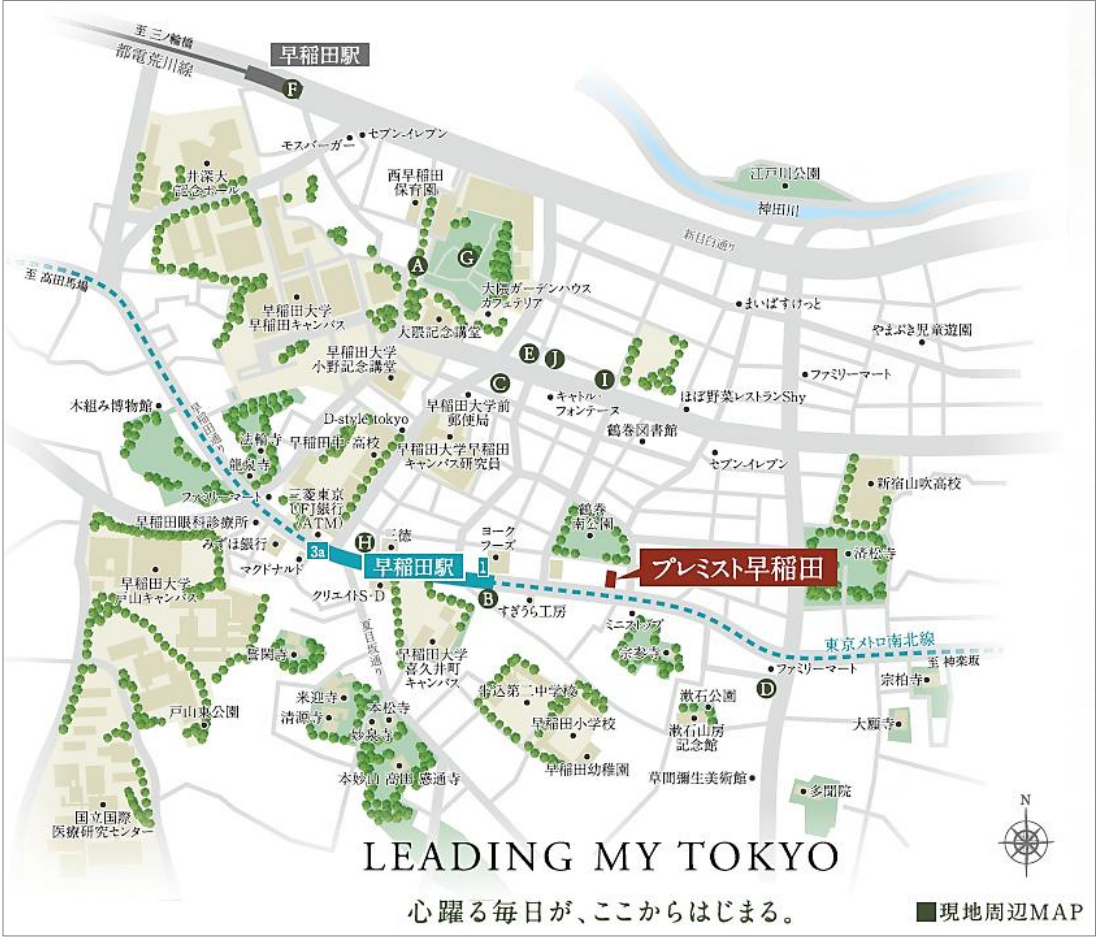 至 三ノ輪橋
都電荒川線
早稲田駅
F
セブン-イレブン
モスバーガー
井深大
記念ホール
西早稲田
保育園
江戸川公園
神田川
新目白通り
至 高田馬場
A
G
大隈ガーデンハウス
カフェテリア
早稲田大学
早稲田キャンパス
大隈記念講堂
まいばすけっと
やまぶき児童遊園
早稲田大学
小野記念講堂
E
J
I
C
ファミリーマート
キャトル・
フォンテーヌ
ほぼ野菜レストランShy
木組み博物館
早稲田通り
早稲田大学前
郵便局
D-style tokyo
鶴巻図書館
法輪寺
早稲田中・高校
早稲田大学早稲田
キャンパス研究員
龍泉寺
セブン-イレブン
ファミリーマート
三菱東京
UFJ銀行
(ATM)
新宿山吹高校
早稲田眼科診療所
鶴巻
南公園
みずほ銀行
H
三徳
ヨーク
フーズ
済松寺
3a
早稲田駅
1
プレミスト早稲田
マクドナルド
早稲田大学
戸山キャンパス
クリエイトS・D
B
すぎうら工房
ミニストップ
夏目坂通り
東京メトロ南北線
誓閑寺
早稲田大学
喜久井町
キャンパス
宗参寺
至 神楽坂
ファミリーマート
宗柏寺
D
来迎寺
清源寺
本松寺
妙泉寺
牛込第二中学校
早稲田小学校
漱石公園
漱石山房
記念館
戸山東公園
大願寺
早稲田幼稚園
本妙山 高田 感通寺
草間彌生美術館
多聞院
国立国際
医療研究センター
N
LEADING MY TOKYO
心躍る毎日が、ここからはじまる。
■現地周辺MAP